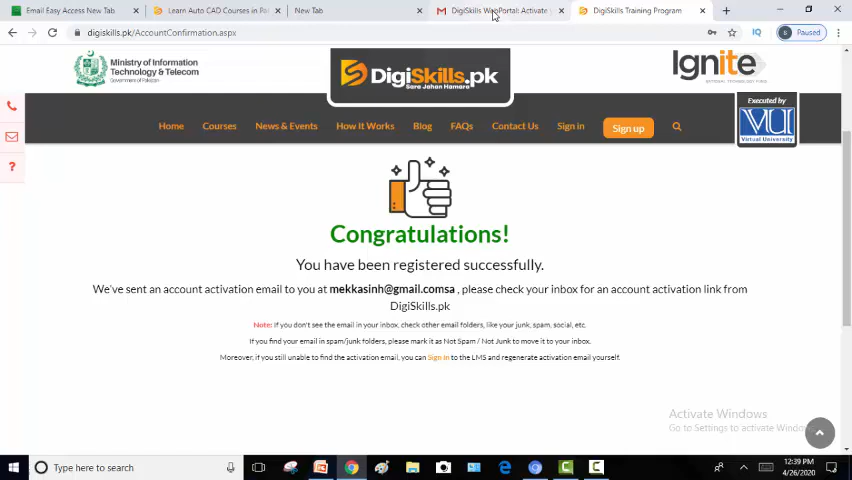 Email Easy Access New Tab
Learn Auto CAD Courses in Pa
New Tab
DigiSkills WebPortal: Activate
DigiSkills Training Program
digiskills.pk/AccountConfirmation.aspx
IQ
Paused
Ministry of Information
Technology & Telecom
Government of Pakistan
DigiSkills.pk
Sara Jahan Hamara
Ignite
Executed by
VU
Virtual University
Home
Courses
News & Events
How It Works
Blog
FAQs
Contact Us
Sign in
Sign up
?
Congratulations!
You have been registered successfully.
We've sent an account activation email to you at mekkasinh@gmail.comsa , please check your inbox for an account activation link from
DigiSkills.pk
Note: If you don't see the email in your inbox, check other email folders, like your junk, spam, social, etc.
If you find your email in spam/junk folders, please mark it as Not Spam / Not Junk to move it to your inbox.
Moreover, if you still unable to find the activation email, you can Sign In to the LMS and regenerate activation email yourself.
Activate Windows
Go to Settings to activate Windows.
Type here to search
12:39 PM
4/26/2020